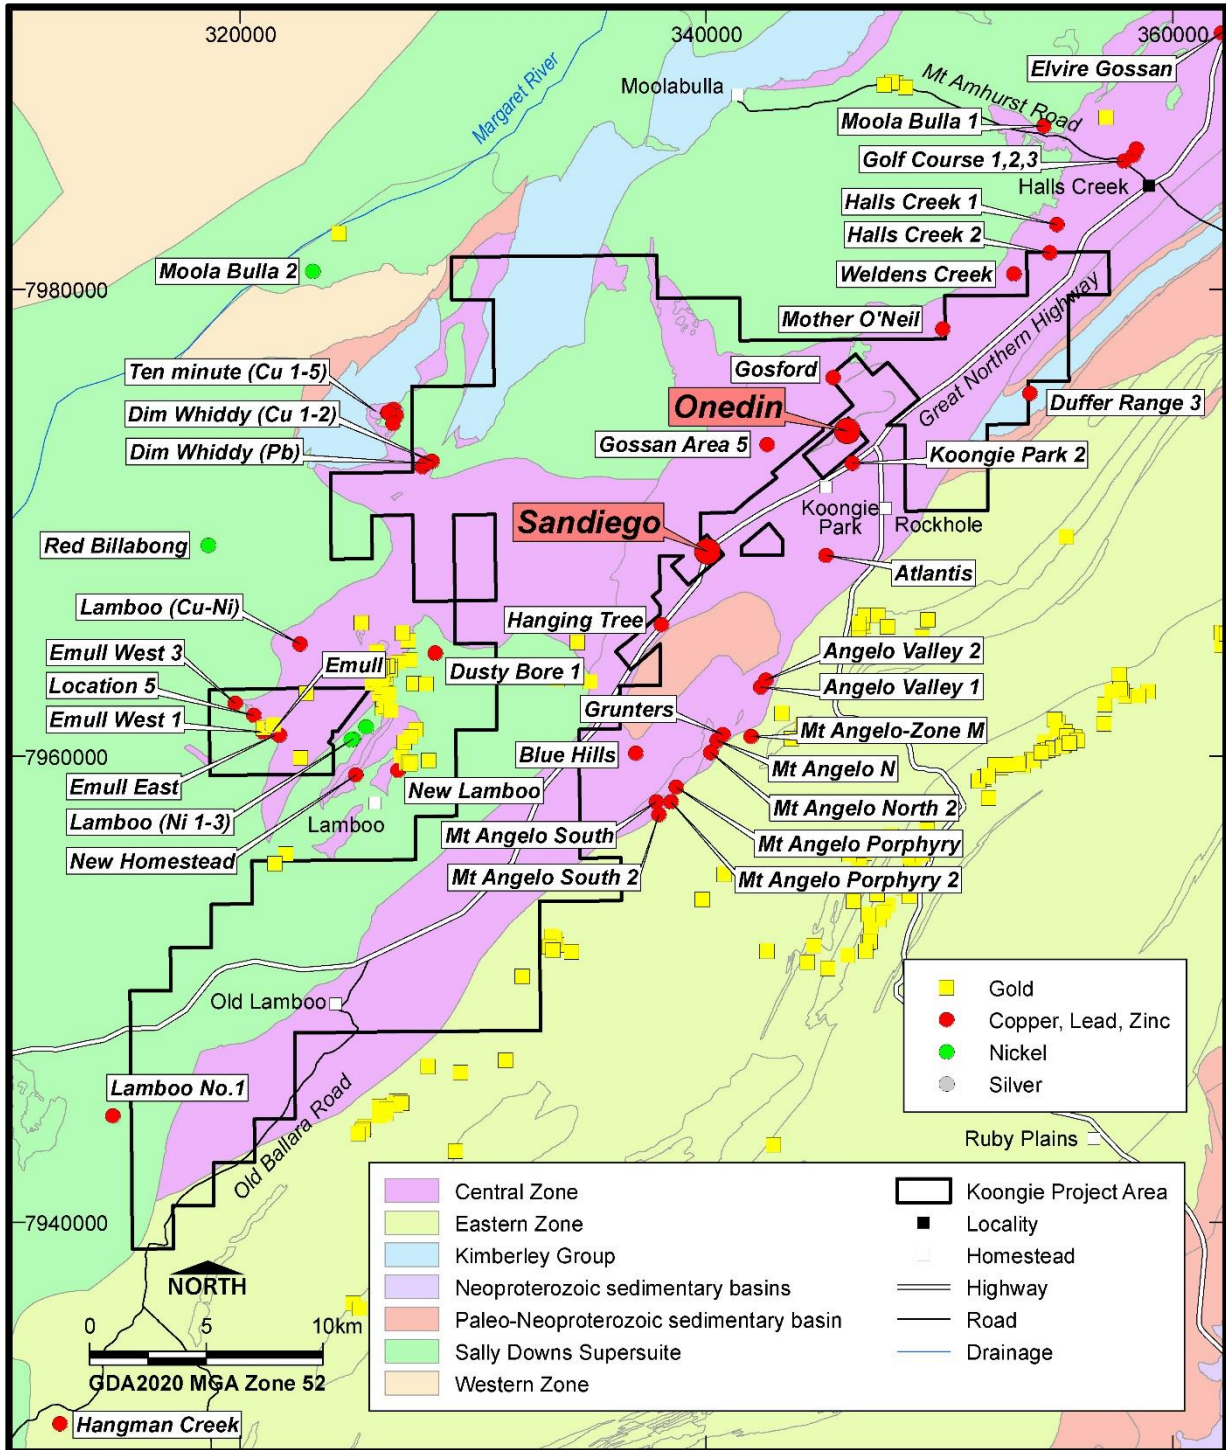 320000
340000
360000
Elvire Gossan
Moolabulla
Mt Amhurst Road
Margaret River
Moola Bulla 1
Golf Course 1,2,3
Halls Creek
Halls Creek 1
Halls Creek 2
Moola Bulla 2
Weldens Creek
7980000
Great Northern Highway
Mother O'Neil
Ten minute (Cu 1-5)
Gosford
Dim Whiddy (Cu 1-2)
Onedin
Duffer Range 3
Dim Whiddy (Pb)
Gossan Area 5
Koongie Park 2
Koongie
Park
Rockhole
Sandiego
Red Billabong
Atlantis
Lamboo (Cu-Ni)
Hanging Tree
Emull West 3
Emull
Dusty Bore 1
Angelo Valley 2
Location 5
Angelo Valley 1
Emull West 1
Grunters
Mt Angelo-Zone M
7960000
Blue Hills
Mt Angelo N
Emull East
New Lamboo
Mt Angelo North 2
Lamboo (Ni 1-3)
Lamboo
Mt Angelo South
Mt Angelo Porphyry
New Homestead
Mt Angelo South 2
Mt Angelo Porphyry 2
Old Lamboo
Gold
Copper, Lead, Zinc
Nickel
Silver
Lamboo No.1
Old Ballara Road
Ruby Plains
7940000
Central Zone
Eastern Zone
Kimberley Group
Neoproterozoic sedimentary basins
Paleo-Neoproterozoic sedimentary basin
Sally Downs Supersuite
Western Zone
Koongie Project Area
Locality
Homestead
Highway
Road
Drainage
NORTH
0 5 10km
GDA2020 MGA Zone 52
Hangman Creek